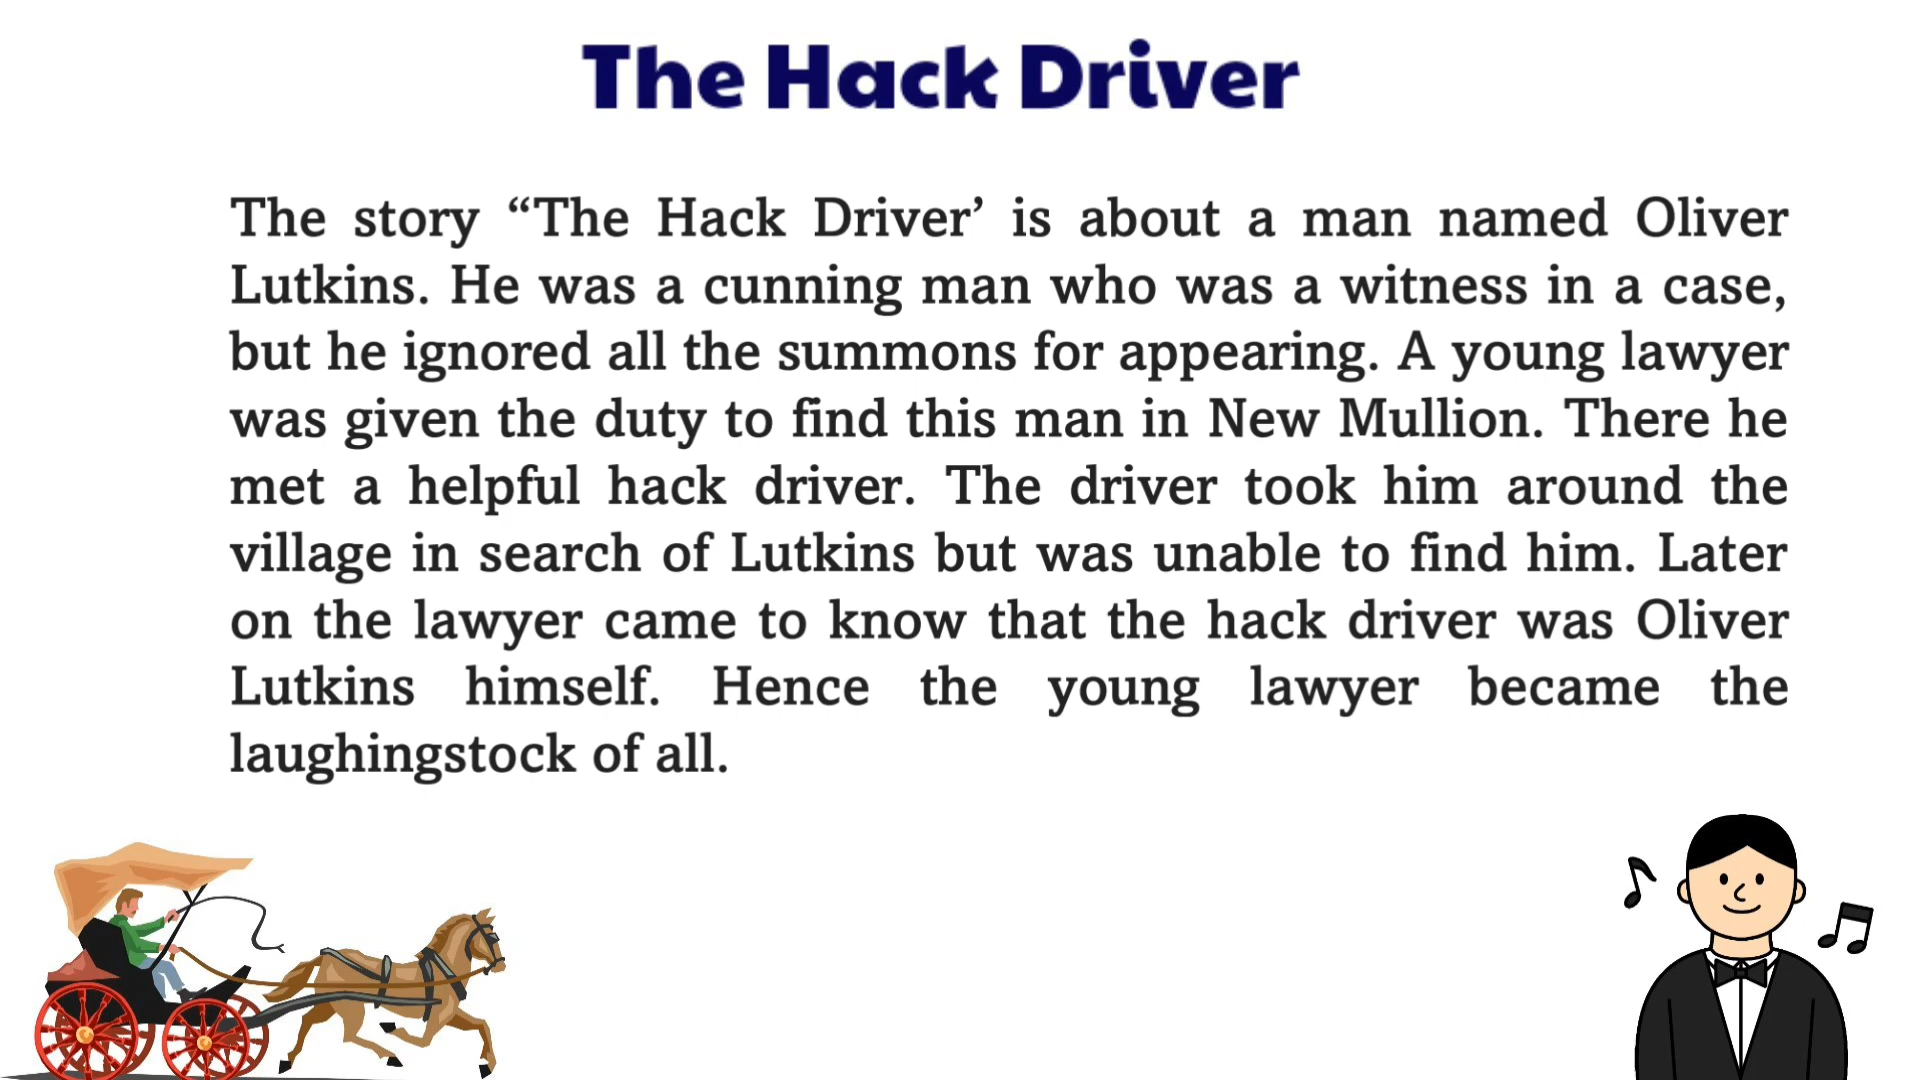 The Hack Driver
The story “The Hack Driver’ is about a man named Oliver
Lutkins. He was a cunning man who was a witness in a case,
but he ignored all the summons for appearing. A young lawyer
was given the duty to find this man in New Mullion. There he
met a helpful hack driver. The driver took him around the
village in search of Lutkins but was unable to find him. Later
on the lawyer came to know that the hack driver was Oliver
Lutkins himself. Hence the young lawyer became the
laughingstock of all.